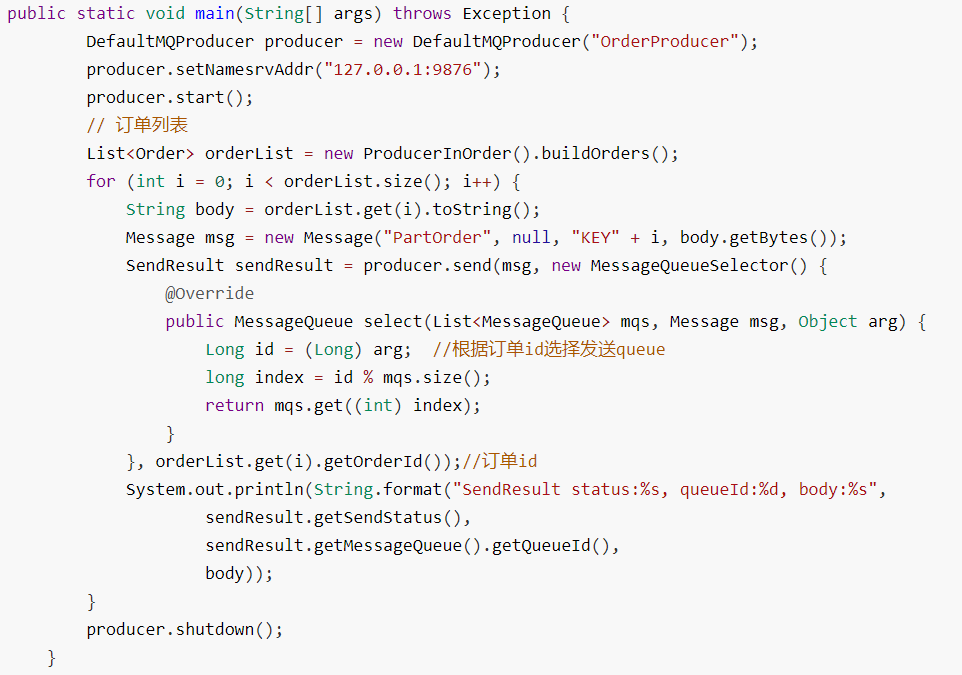 public static void main(String[] args) throws Exception {
        DefaultMQProducer producer = new DefaultMQProducer("OrderProducer");
        producer.setNamesrvAddr("127.0.0.1:9876");
        producer.start();
        // 订单列表
        List<Order> orderList = new ProducerInOrder().buildOrders();
        for (int i = 0; i < orderList.size(); i++) {
            String body = orderList.get(i).toString();
            Message msg = new Message("PartOrder", null, "KEY" + i, body.getBytes());
            SendResult sendResult = producer.send(msg, new MessageQueueSelector() {
                @Override
                public MessageQueue select(List<MessageQueue> mqs, Message msg, Object arg) {
                    Long id = (Long) arg;  //根据订单id选择发送queue
                    long index = id % mqs.size();
                    return mqs.get((int) index);
                }
            }, orderList.get(i).getOrderId());//订单id
            System.out.println(String.format("SendResult status:%s, queueId:%d, body:%s",
                    sendResult.getSendStatus(),
                    sendResult.getMessageQueue().getQueueId(),
                    body));
        }
        producer.shutdown();
    }